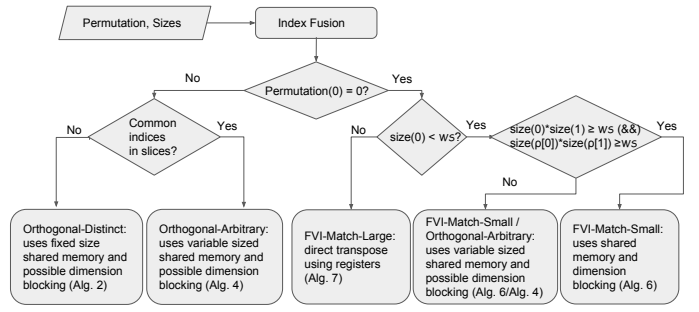 Permutation, Sizes
Index Fusion
No
Permutation(0) = 0?
Yes
No
Common
indices
in slices?
Yes
No
size(0) < ws?
Yes
size(0)*size(1) ≥ ws (&&)
size(ρ[0])*size(ρ[1]) ≥ws
Yes
No
Orthogonal-Distinct:
uses fixed size
shared memory and
possible dimension
blocking (Alg. 2)
Orthogonal-Arbitrary:
uses variable sized
shared memory and
possible dimension
blocking (Alg. 4)
FVI-Match-Large:
direct transpose
using registers
(Alg. 7)
FVI-Match-Small /
Orthogonal-Arbitrary:
uses variable sized
shared memory and
possible dimension
blocking (Alg. 6/Alg. 4)
FVI-Match-Small:
uses shared
memory and
dimension
blocking (Alg. 6)